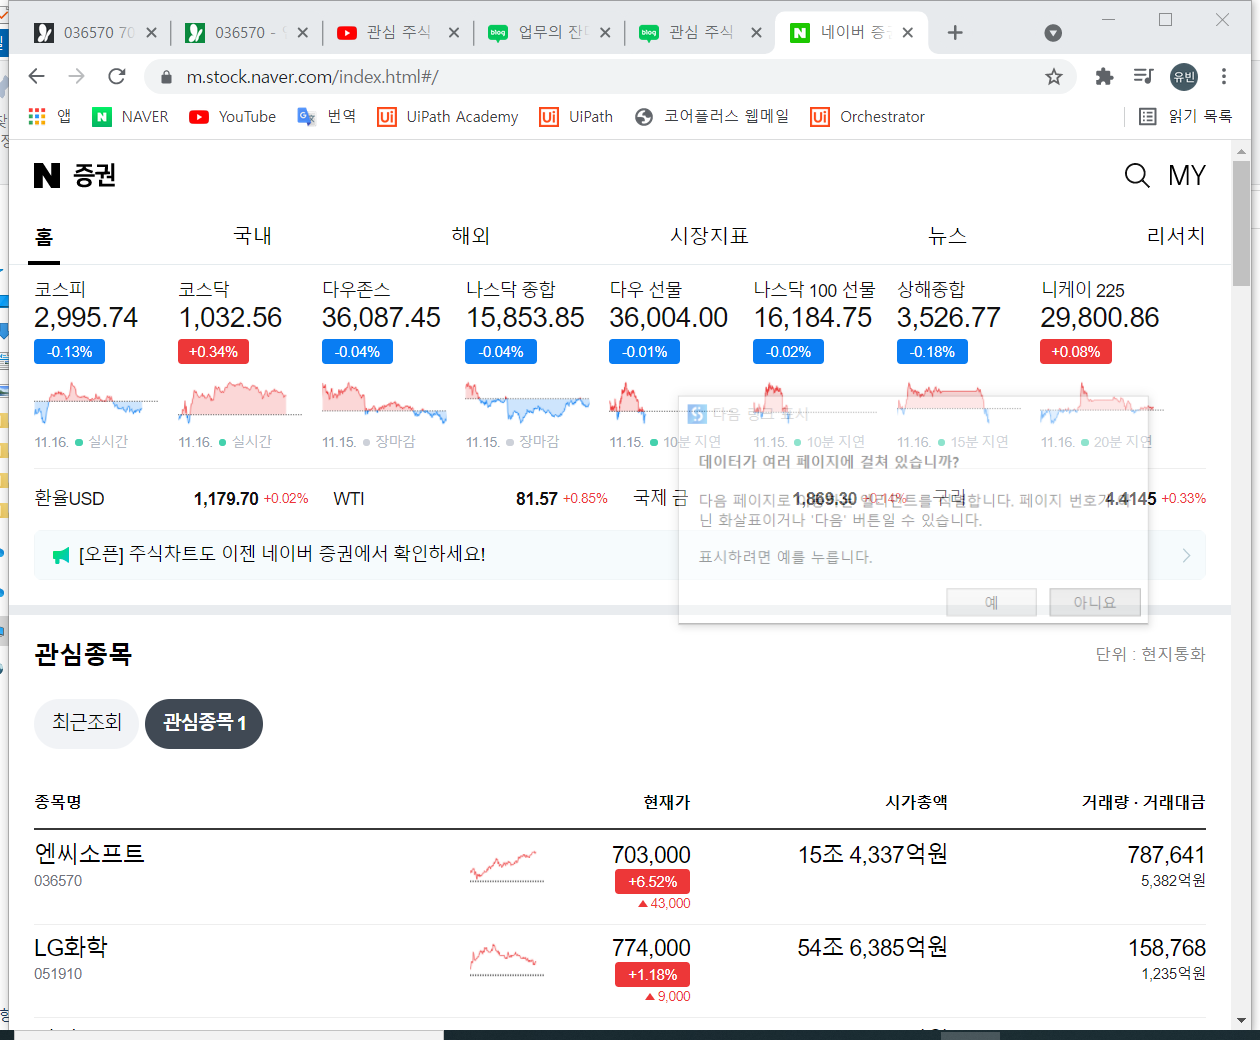 036570 70
036570 -
관심 주식
업무의 잔
관심 주식
네이버 증권
m.stock.naver.com/index.html#/
유빈
앱 NAVER YouTube 번역 UiPath Academy UiPath 코어플러스 웹메일 Orchestrator 읽기 목록
N 증권 MY
홈 국내 해외 시장지표 뉴스 리서치
코스피 코스닥 다우존스 나스닥 종합 다우 선물 나스닥 100 선물 상해종합 니케이 225
2,995.74 1,032.56 36,087.45 15,853.85 36,004.00 16,184.75 3,526.77 29,800.86
-0.13% +0.34% -0.04% -0.04% -0.01% -0.02% -0.18% +0.08%
다음 링크 표시
11.16. 실시간 11.16. 실시간 11.15. 장마감 11.15. 장마감 11.15. 10분 지연 11.15. 10분 지연 11.16. 15분 지연 11.16. 20분 지연
데이터가 여러 페이지에 걸쳐 있습니까?
환율USD 1,179.70 +0.02% WTI 81.57 +0.85% 국제 금 1,869.30 +0.14% 구리 4.4145 +0.33%
다음 페이지로 엘리먼트를 식별합니다. 페이지 번호가
닌 화살표이거나 '다음' 버튼일 수 있습니다.
[오픈] 주식차트도 이젠 네이버 증권에서 확인하세요!
표시하려면 예를 누릅니다.
예 아니요
관심종목 단위 : 현지통화
최근조회 관심종목 1
종목명 현재가 시가총액 거래량 · 거래대금
엔씨소프트 703,000 15조 4,337억원 787,641
036570 +6.52% 5,382억원
▲ 43,000
LG화학 774,000 54조 6,385억원 158,768
051910 +1.18% 1,235억원
▲ 9,000